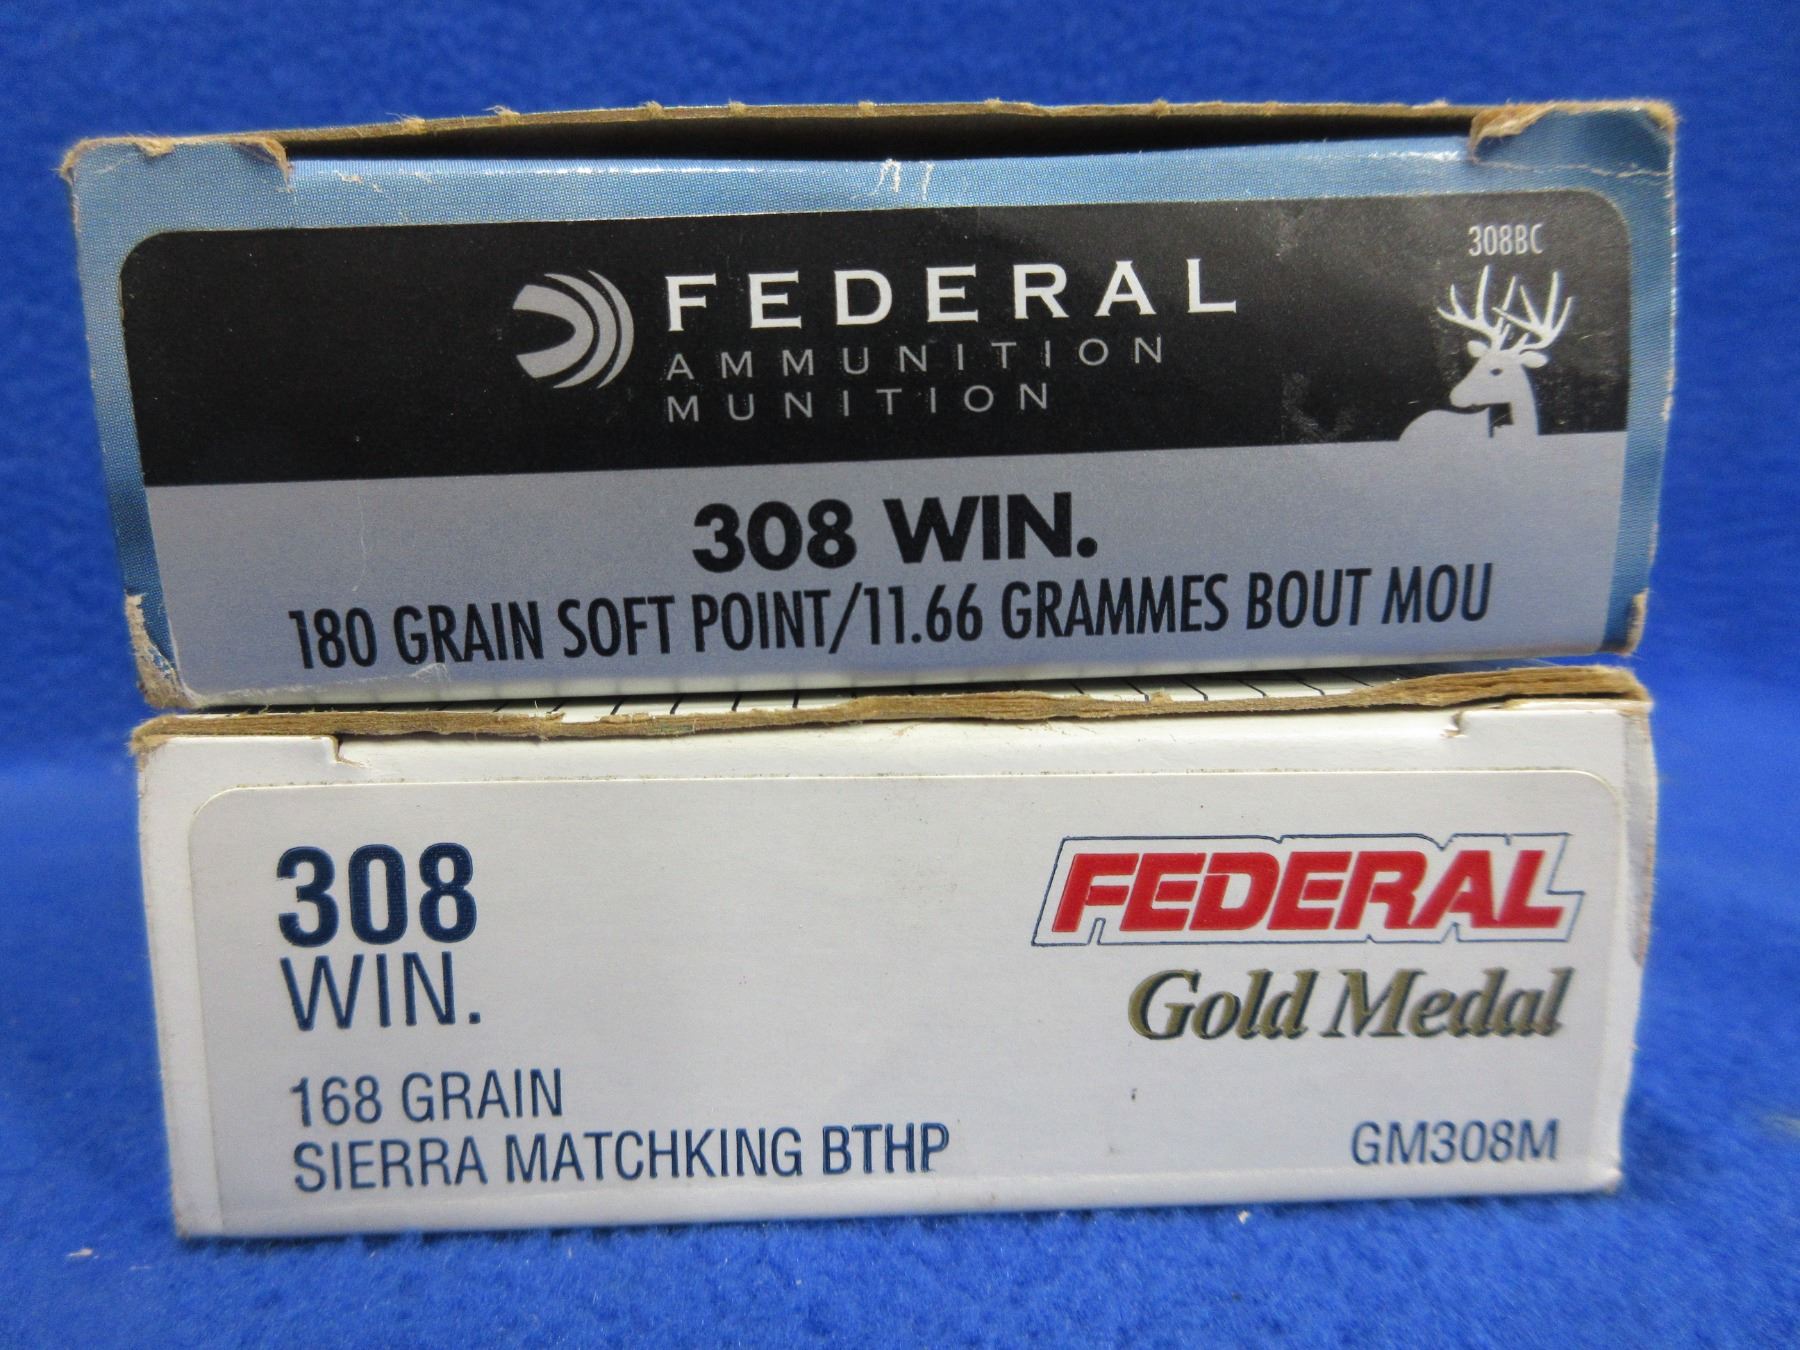 308BC
FEDERAL
AMMUNITION
MUNITION
308 WIN.
180 GRAIN SOFT POINT/11.66 GRAMMES BOUT MOU
308
WIN.
168 GRAIN
SIERRA MATCHKING BTHP
FEDERAL
Gold Medal
GM308M